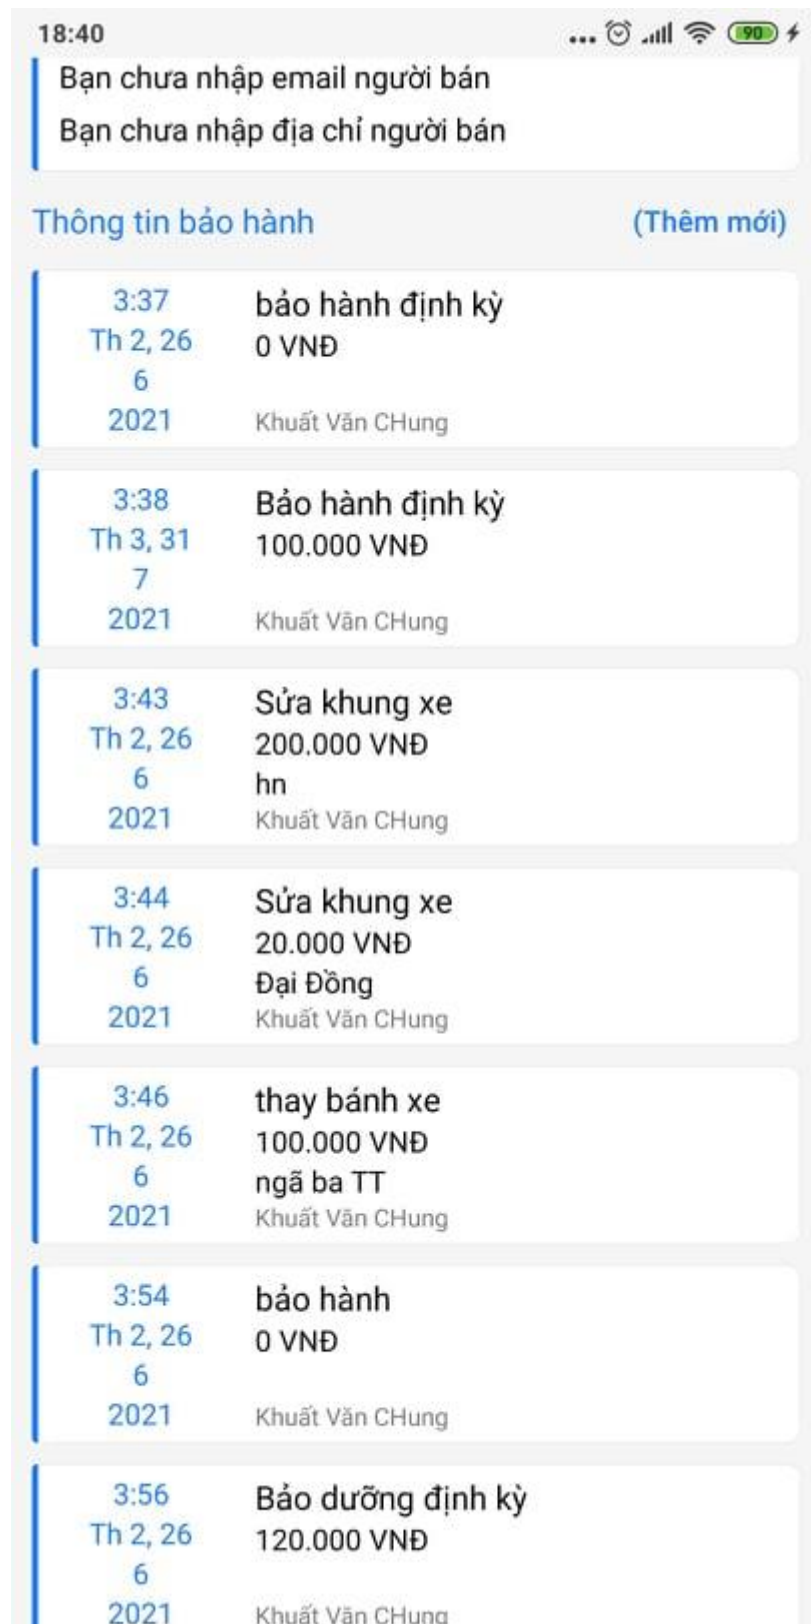 18:40
... 90
Bạn chưa nhập email người bán
Bạn chưa nhập địa chỉ người bán
Thông tin bảo hành (Thêm mới)
3:37
Th 2, 26
6
2021
bảo hành định kỳ
0 VNĐ
Khuất Văn CHung
3:38
Th 3, 31
7
2021
Bảo hành định kỳ
100.000 VNĐ
Khuất Văn CHung
3:43
Th 2, 26
6
2021
Sửa khung xe
200.000 VNĐ
hn
Khuất Văn CHung
3:44
Th 2, 26
6
2021
Sửa khung xe
20.000 VNĐ
Đại Đồng
Khuất Văn CHung
3:46
Th 2, 26
6
2021
thay bánh xe
100.000 VNĐ
ngã ba TT
Khuất Văn CHung
3:54
Th 2, 26
6
2021
bảo hành
0 VNĐ
Khuất Văn CHung
3:56
Th 2, 26
6
2021
Bảo dưỡng định kỳ
120.000 VNĐ
Khuất Văn CHung